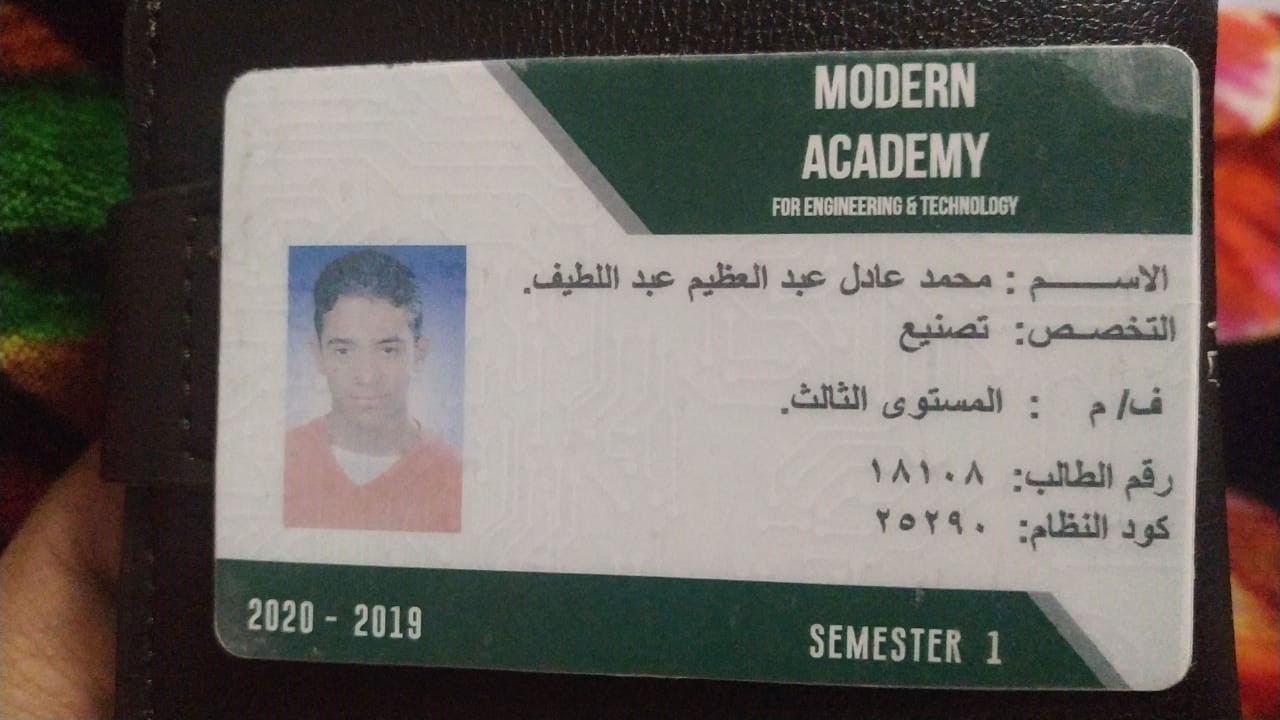 MODERN
ACADEMY
FOR ENGINEERING & TECHNOLOGY
الاســـــم : محمد عادل عبد العظيم عبد اللطيف.
التخصـص: تصنيع
ف/ م : المستوى الثالث.
رقم الطالب: ١٨١٠٨
كود النظام: ٢٥٢٩٠
2020 - 2019
SEMESTER 1